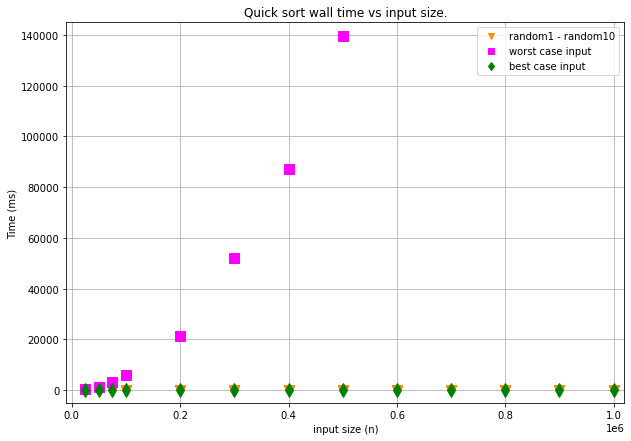 Quick sort wall time vs input size.
random1 - random10
worst case input
best case input
Time (ms)
140000
120000
100000
80000
60000
40000
20000
0
0.0 0.2 0.4 0.6 0.8 1.0
1e6
input size (n)